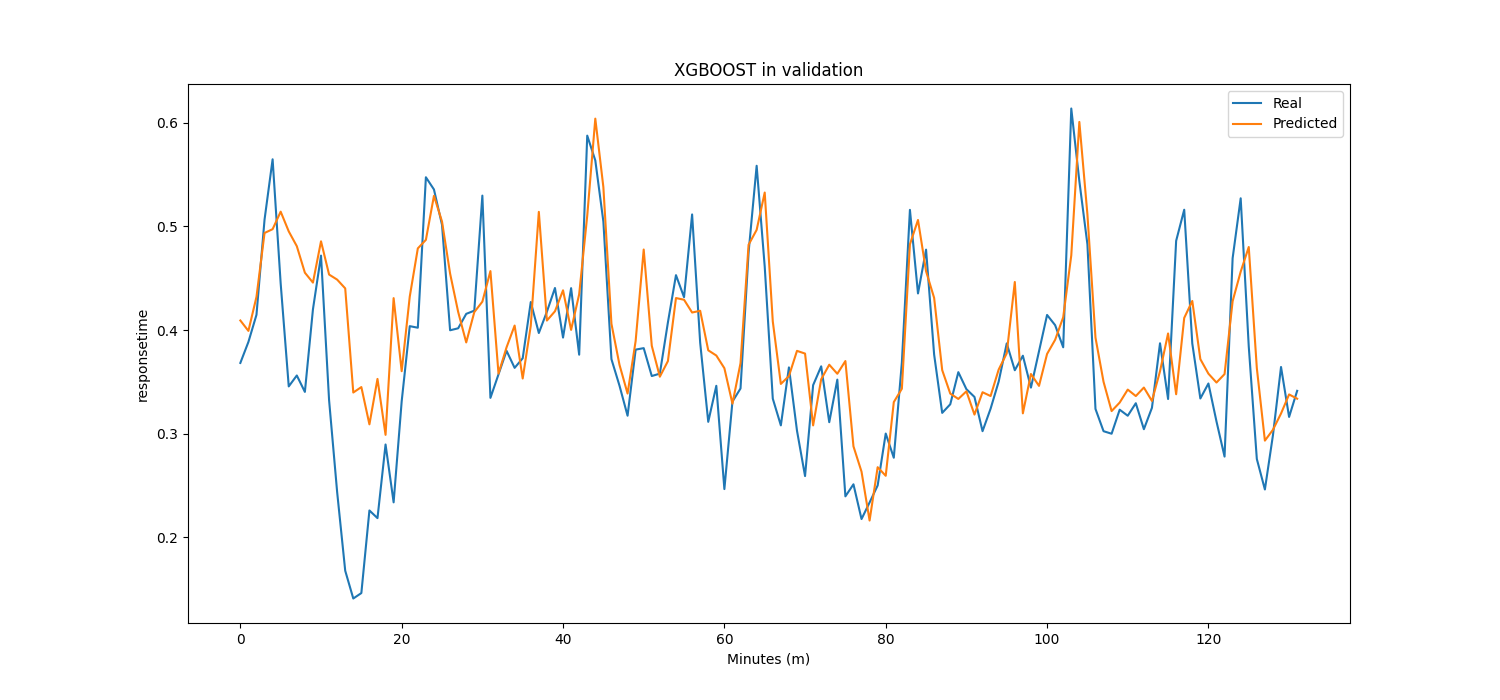 XGBOOST in validation
Real
Predicted
responsetime
0.6
0.5
0.4
0.3
0.2
0 20 40 60 80 100 120
Minutes (m)